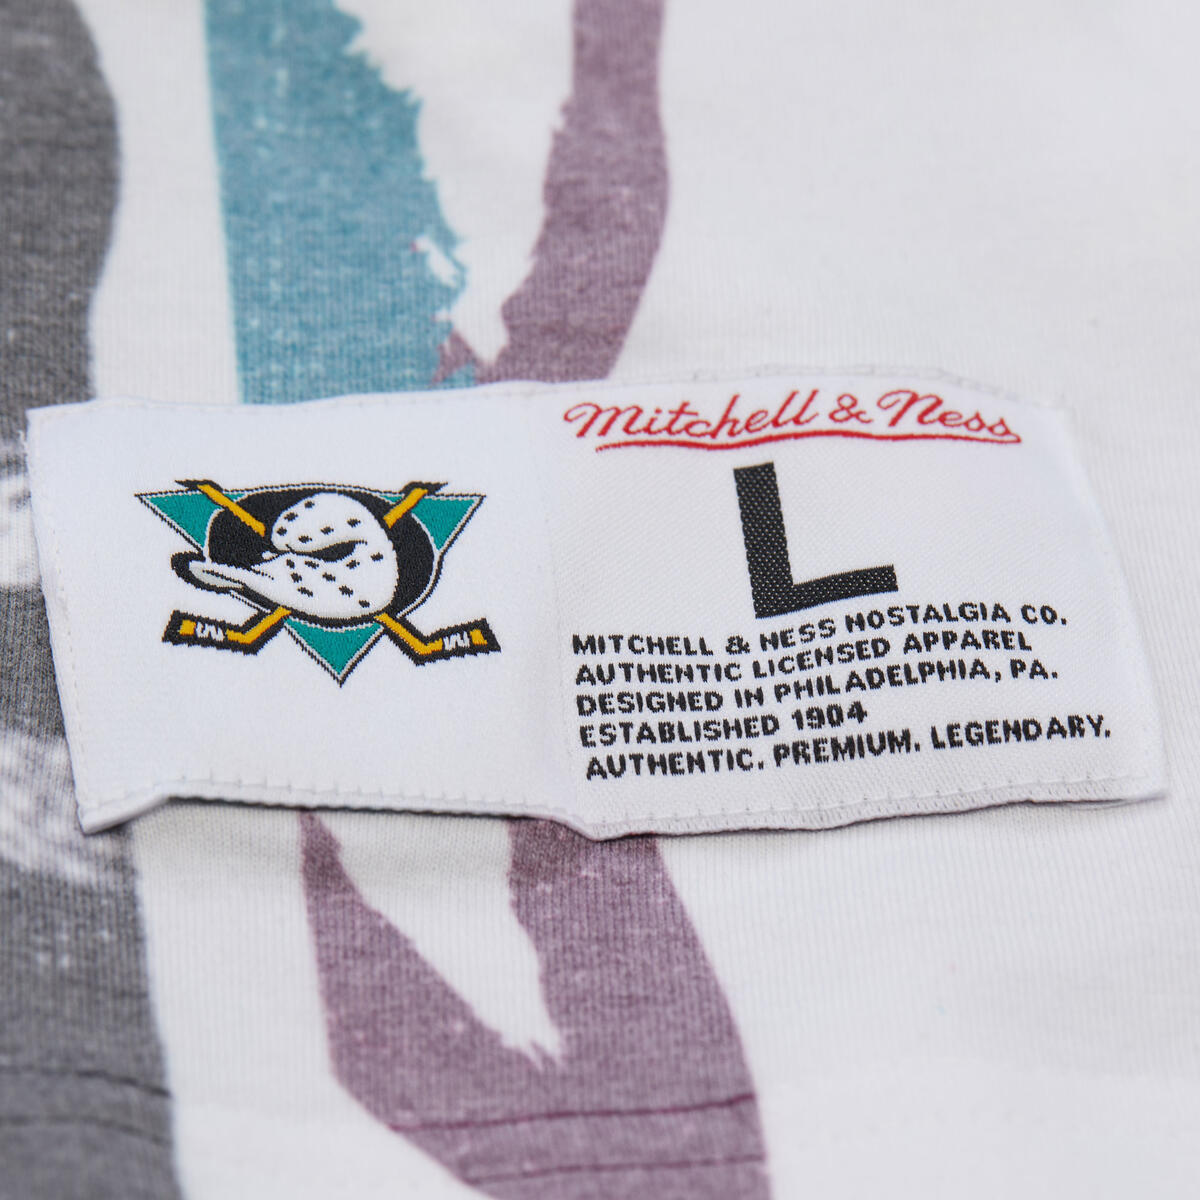 Mitchell & Ness
L
MITCHELL & NESS NOSTALGIA CO.
AUTHENTIC LICENSED APPAREL
DESIGNED IN PHILADELPHIA, PA.
ESTABLISHED 1904
AUTHENTIC. PREMIUM. LEGENDARY.